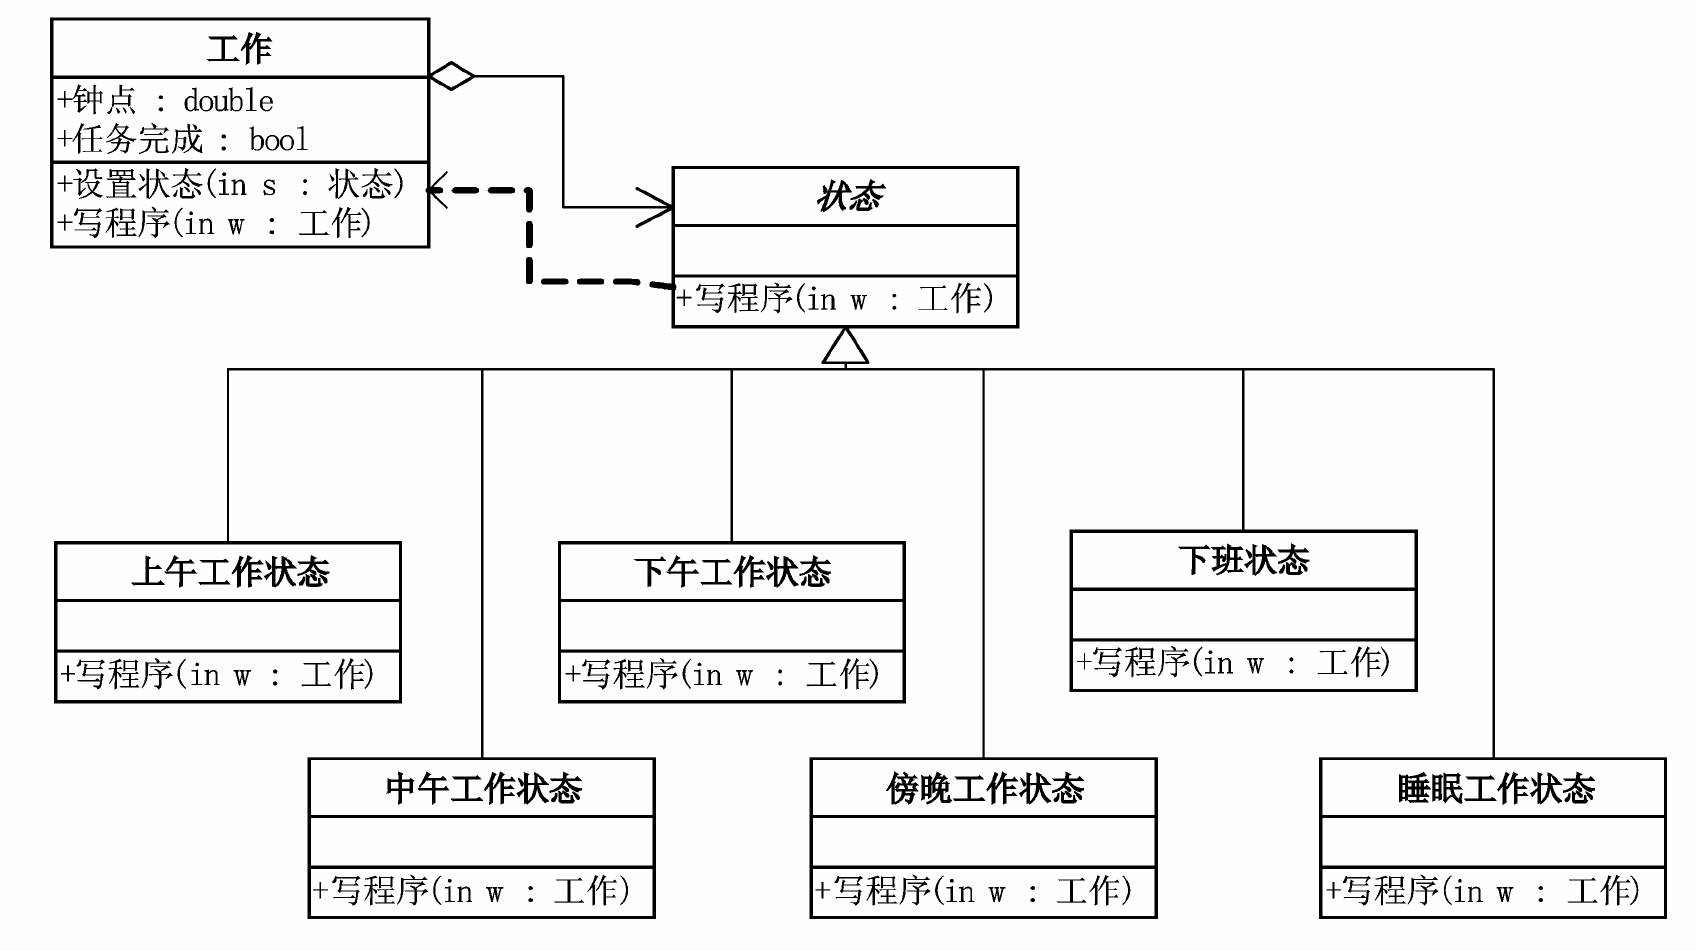 工作
+钟点 : double
+任务完成 : bool
+设置状态(in s : 状态)
+写程序(in w : 工作)
状态
+写程序(in w : 工作)
上午工作状态
+写程序(in w : 工作)
下午工作状态
+写程序(in w : 工作)
下班状态
+写程序(in w : 工作)
中午工作状态
+写程序(in w : 工作)
傍晚工作状态
+写程序(in w : 工作)
睡眠工作状态
+写程序(in w : 工作)